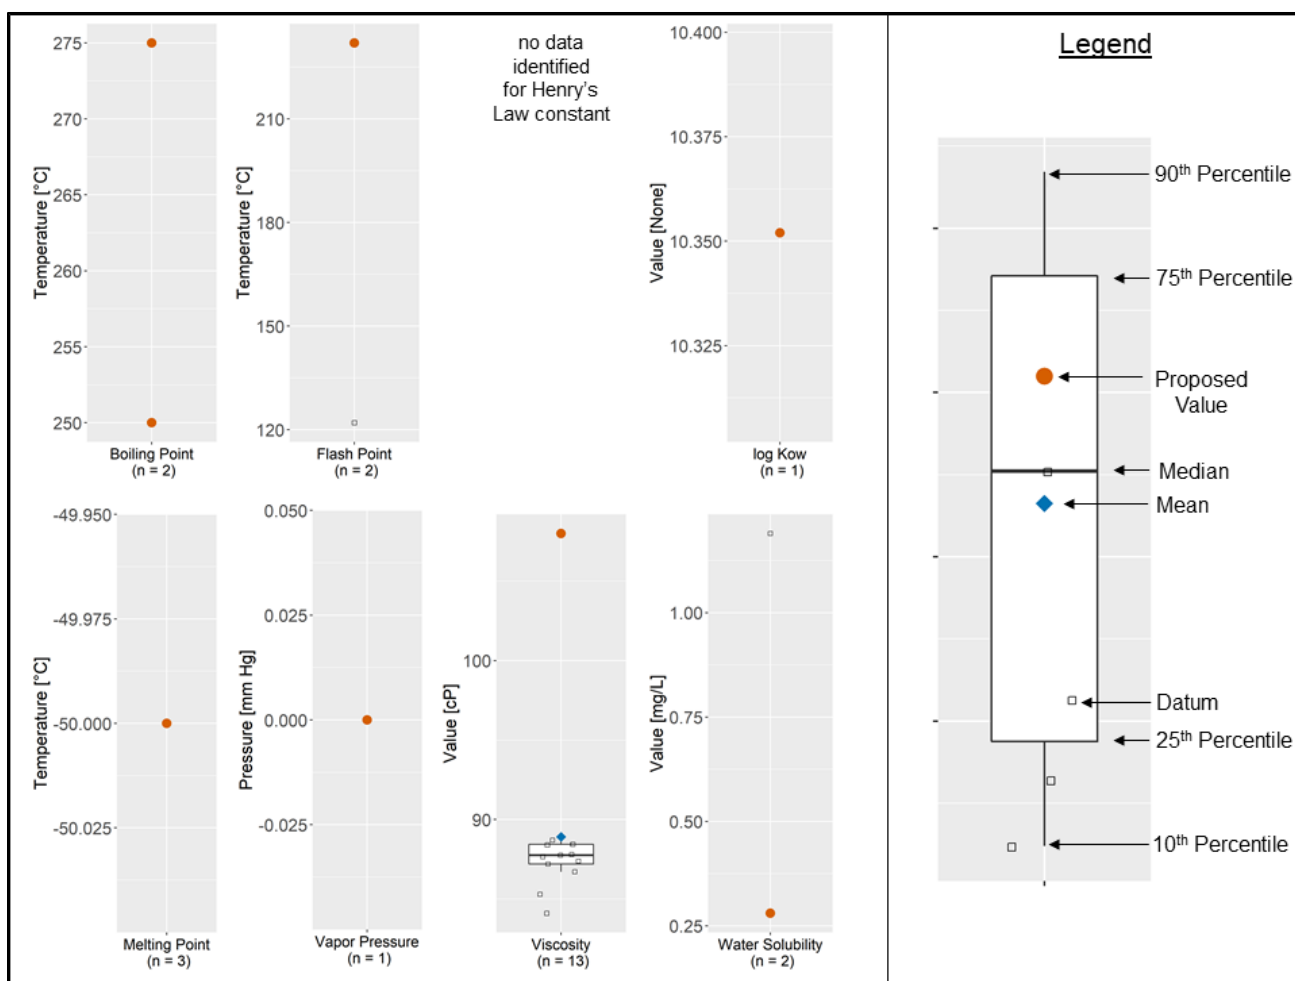 275
270
265
260
255
250
Temperature [°C]
Boiling Point
(n = 2)
210
180
150
120
Temperature [°C]
Flash Point
(n = 2)
no data
identified
for Henry's
Law constant
10.400
10.375
10.350
10.325
Value [None]
log Kow
(n = 1)
-49.950
-49.975
-50.000
-50.025
Temperature [°C]
Melting Point
(n = 3)
0.050
0.025
0.000
-0.025
Pressure [mm Hg]
Vapor Pressure
(n = 1)
100
90
Value [cP]
Viscosity
(n = 13)
1.00
0.75
0.50
0.25
Value [mg/L]
Water Solubility
(n = 2)
Legend
90th Percentile
75th Percentile
Proposed
Value
Median
Mean
Datum
25th Percentile
10th Percentile